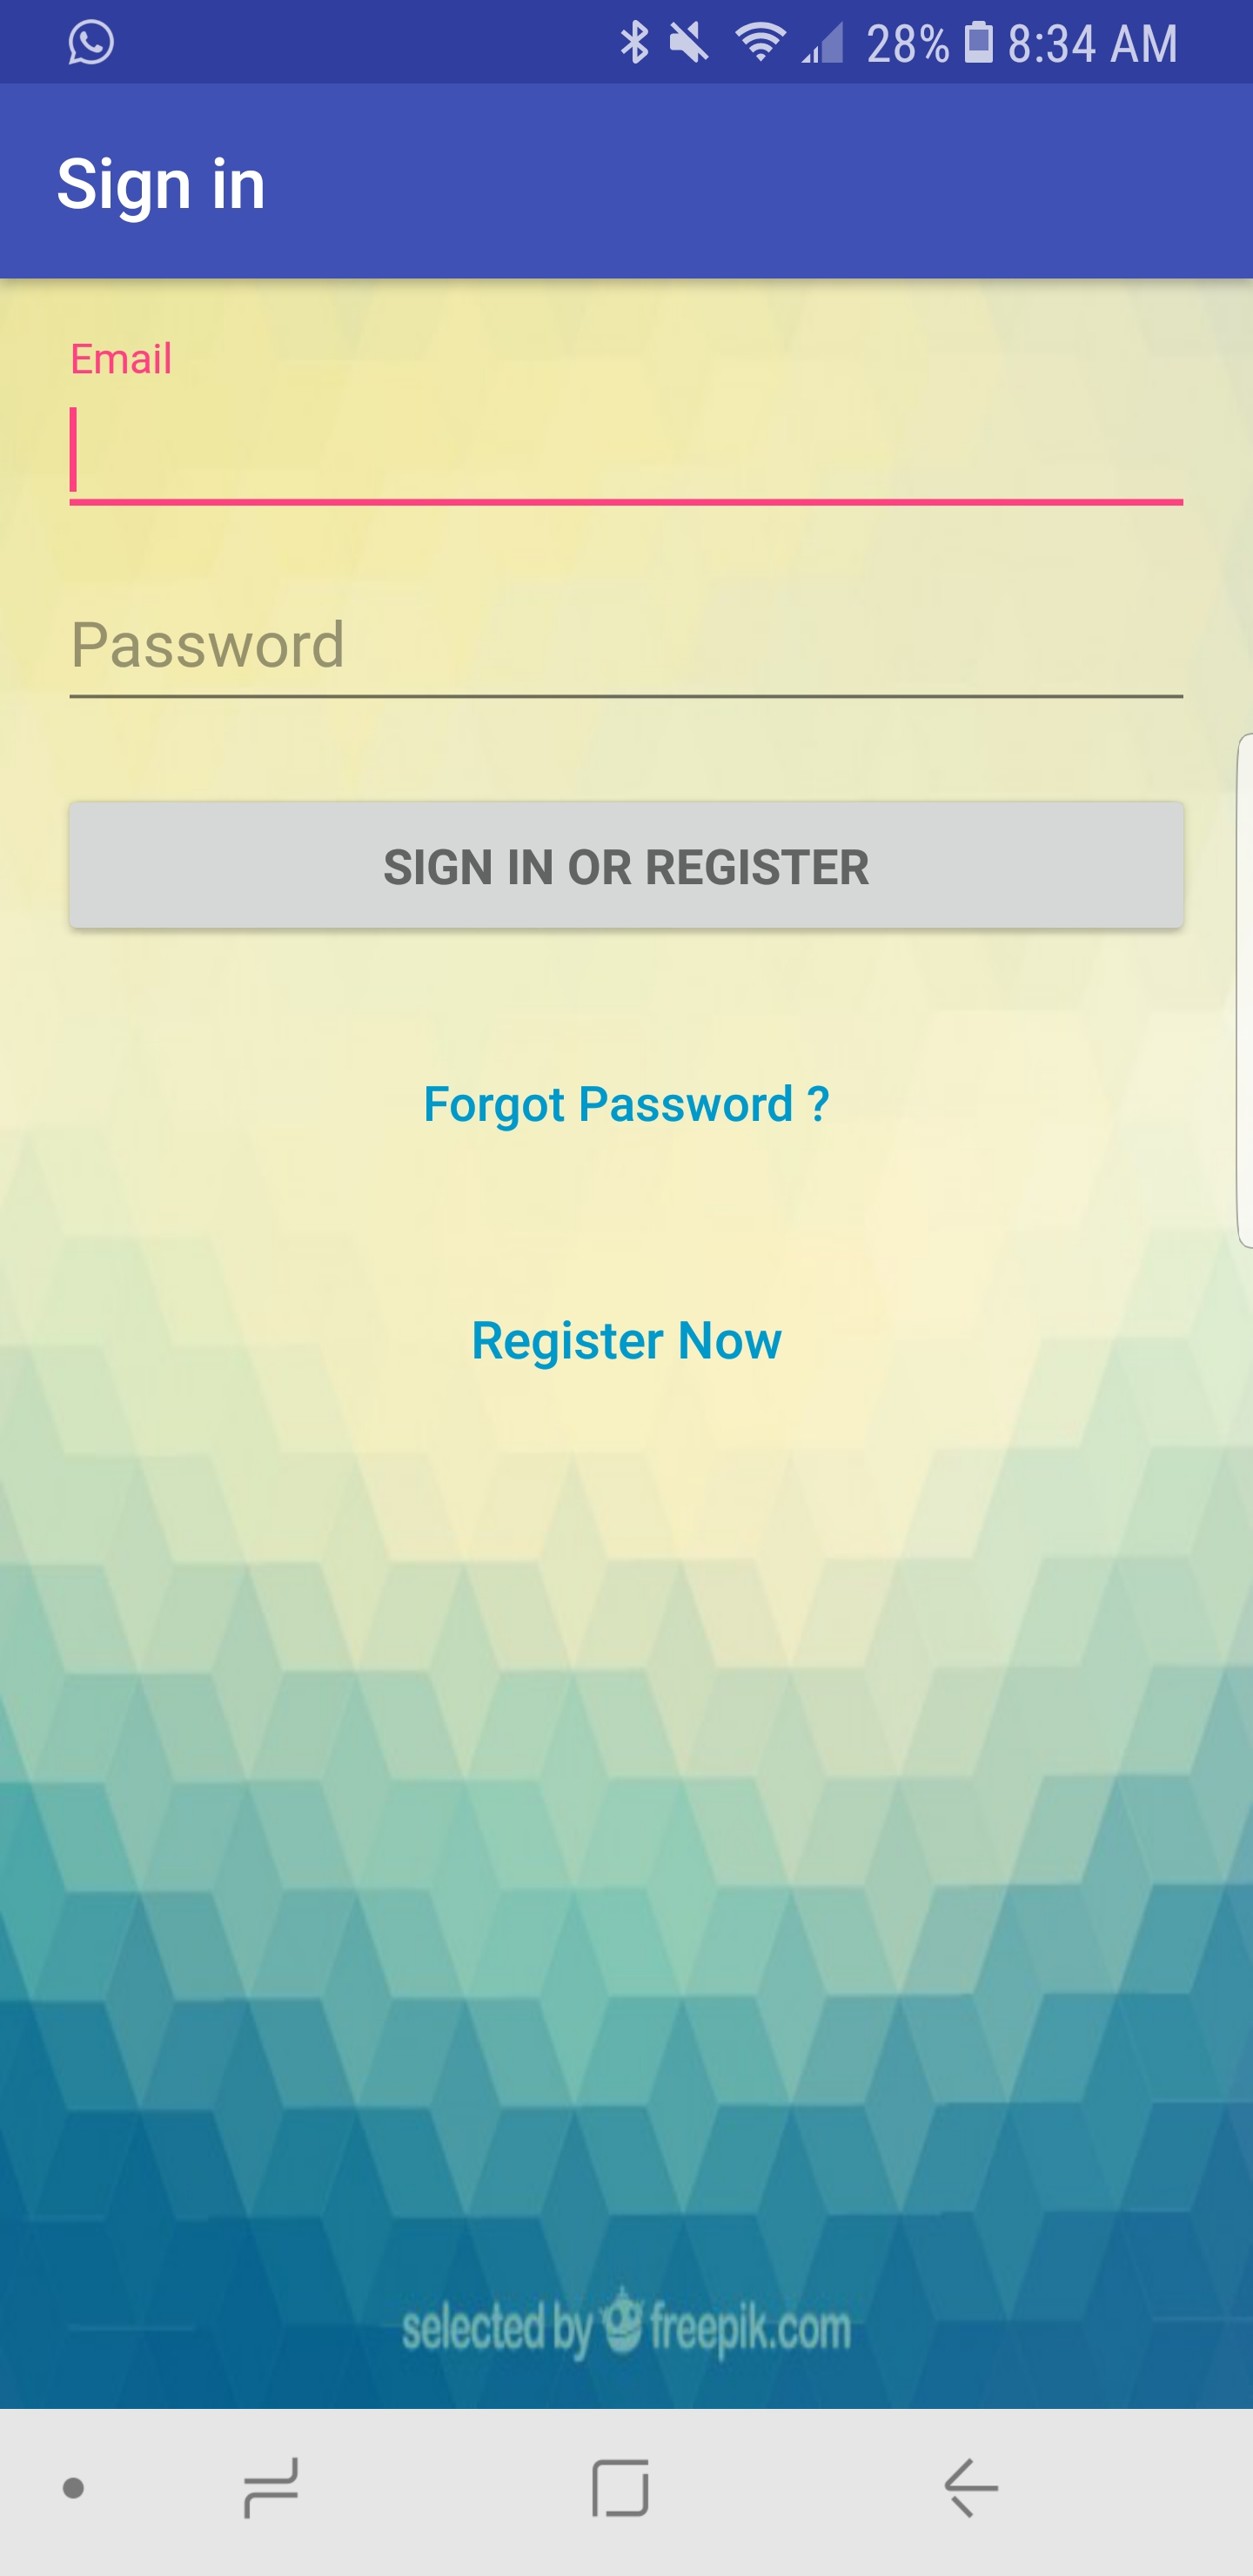 28% 8:34 AM
Sign in
Email
Password
SIGN IN OR REGISTER
Forgot Password ?
Register Now
selected by freepik.com